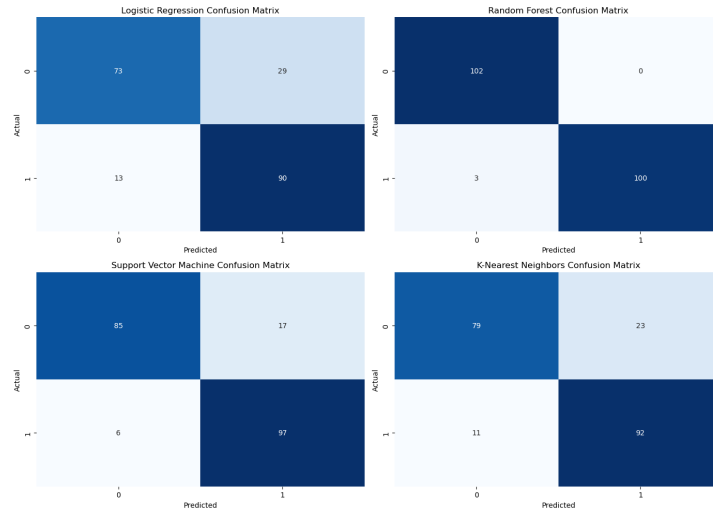 Logistic Regression Confusion Matrix
0
73
29
Actual
1
13
90
0
1
Predicted
Random Forest Confusion Matrix
0
102
0
Actual
1
3
100
0
1
Predicted
Support Vector Machine Confusion Matrix
0
85
17
Actual
1
6
97
0
1
Predicted
K-Nearest Neighbors Confusion Matrix
0
79
23
Actual
1
11
92
0
1
Predicted